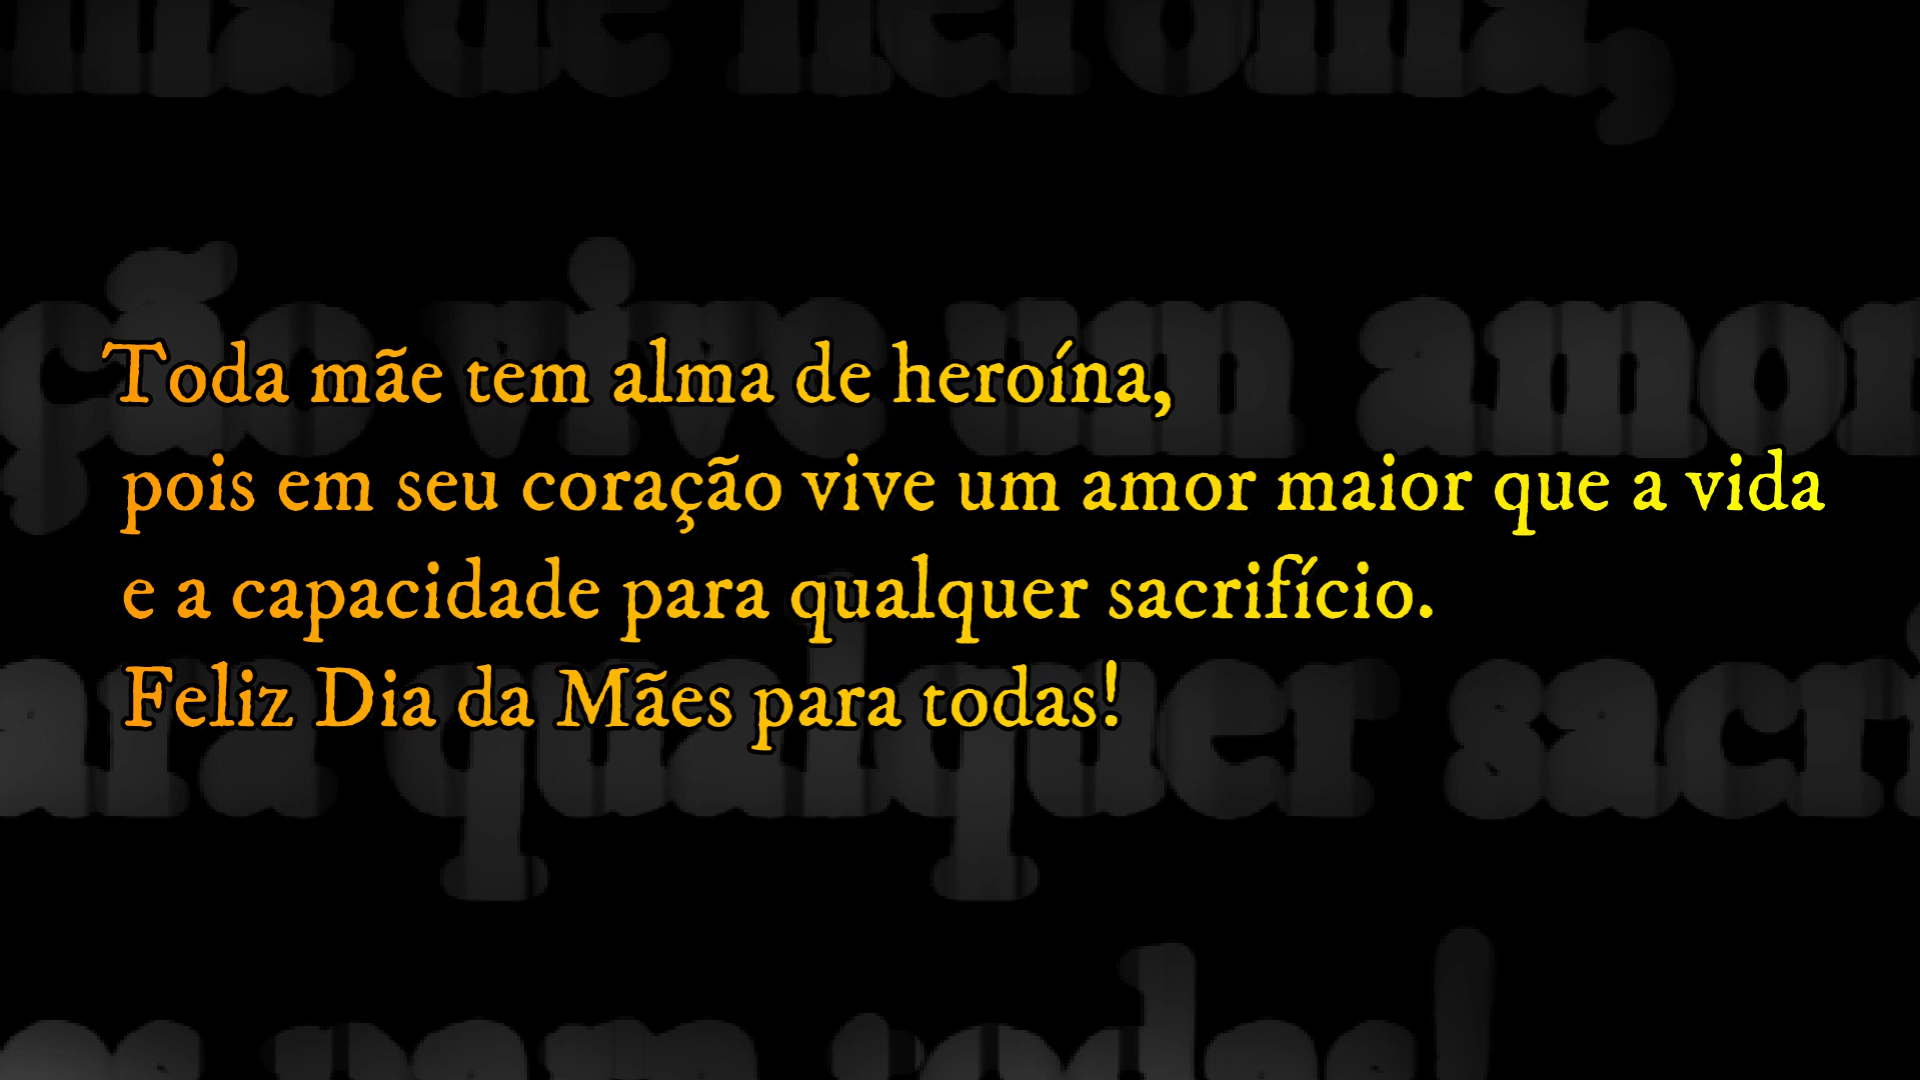 Toda mãe tem alma de heroína,
pois em seu coração vive um amor maior que a vida
e a capacidade para qualquer sacrifício.
Feliz Dia da Mães para todas!